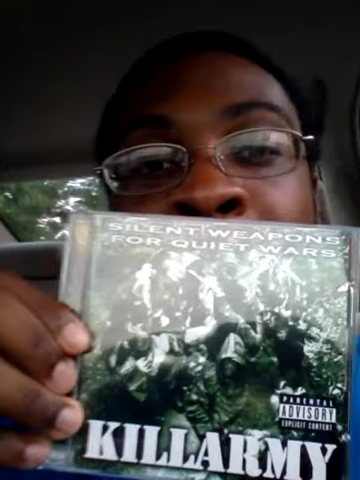 SILENT WEAPONS
FOR QUIET WARS
PARENTAL
ADVISORY
EXPLICIT CONTENT
KILLARMY